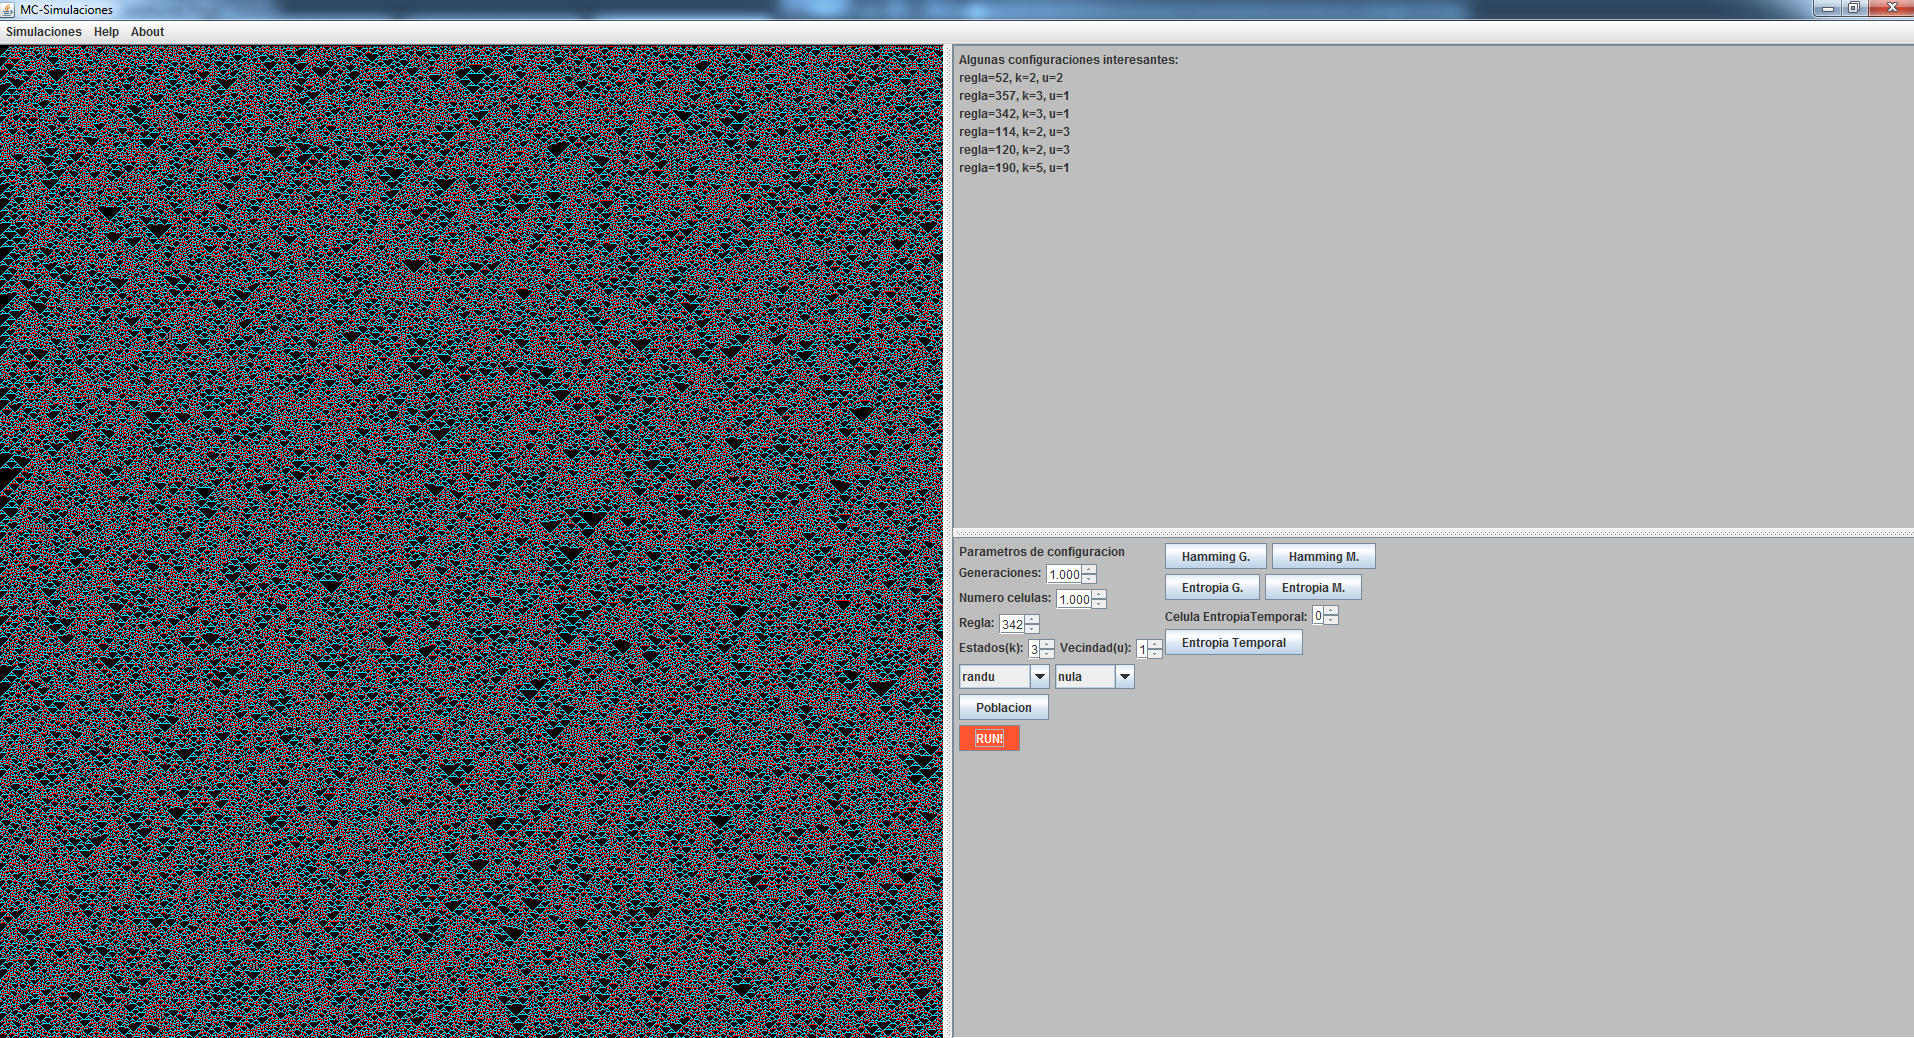 MC-Simulaciones
Simulaciones Help About
Algunas configuraciones interesantes:
regla=52, k=2, u=2
regla=357, k=3, u=1
regla=342, k=3, u=1
regla=114, k=2, u=3
regla=120, k=2, u=3
regla=190, k=5, u=1
Parametros de configuracion
Generaciones: 1.000
Numero celulas: 1.000
Regla: 342
Estados(k): 3 Vecindad(u): 1
randu nula
Poblacion
RUN!
Hamming G. Hamming M.
Entropia G. Entropia M.
Celula EntropiaTemporal: 0
Entropia Temporal